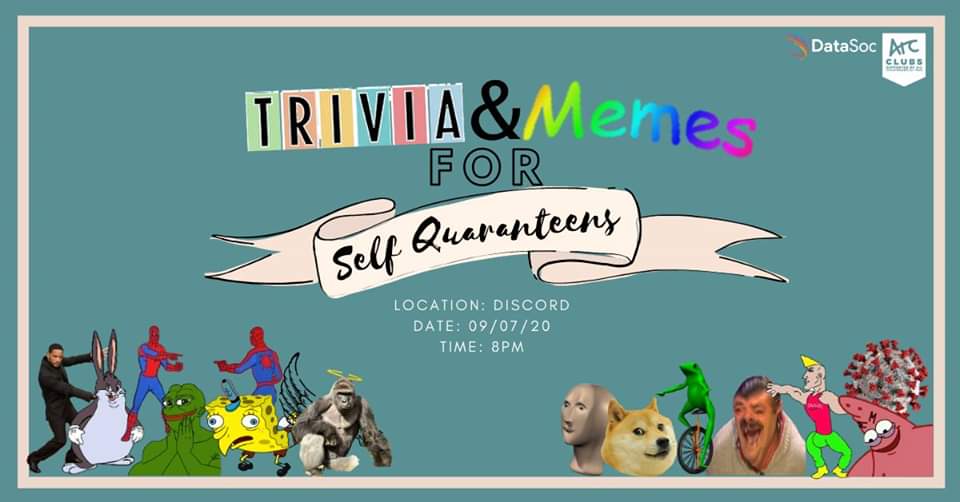 DataSoc
Arc
CLUBS
TRIVIA & Memes
FOR
Self Quaranteens
LOCATION: DISCORD
DATE: 09/07/20
TIME: 8PM